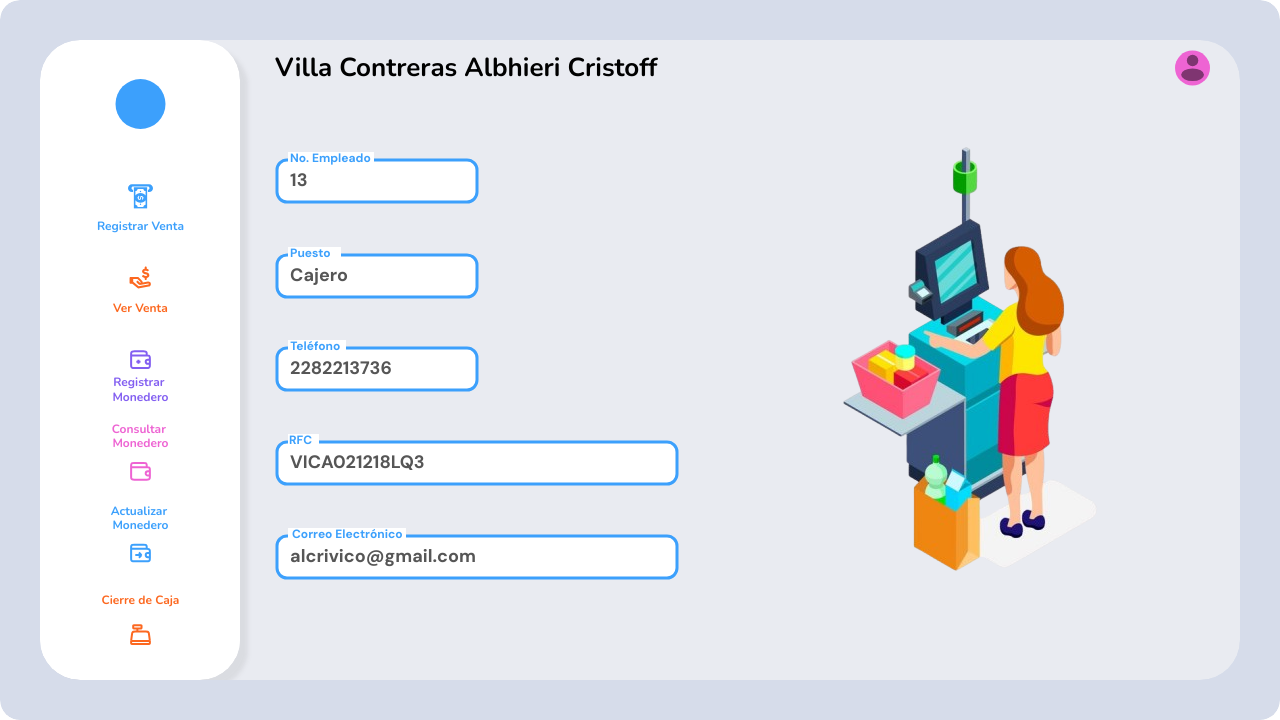 Villa Contreras Albhieri Cristoff
Registrar Venta
Ver Venta
Registrar
Monedero
Consultar
Monedero
Actualizar
Monedero
Cierre de Caja
No. Empleado
13
Puesto
Cajero
Teléfono
2282213736
RFC
VICA021218LQ3
Correo Electrónico
alcrivico@gmail.com